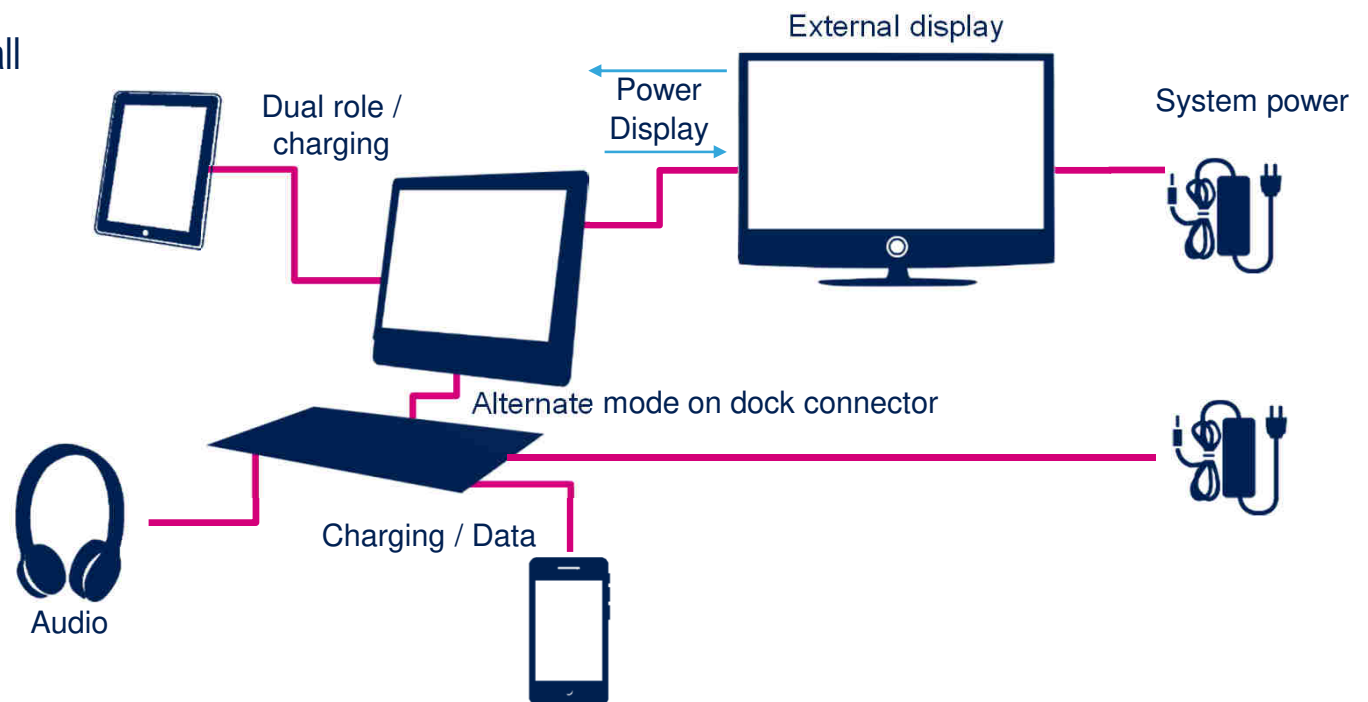 External display
Dual role /
charging
Power
Display
System power
Alternate mode on dock connector
Charging / Data
Audio